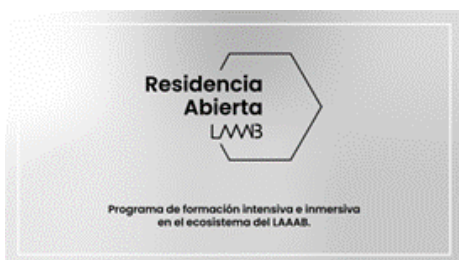 Residencia
Abierta
LAAAB
Programa de formación intensiva e inmersiva
en el ecosistema del LAAAB.